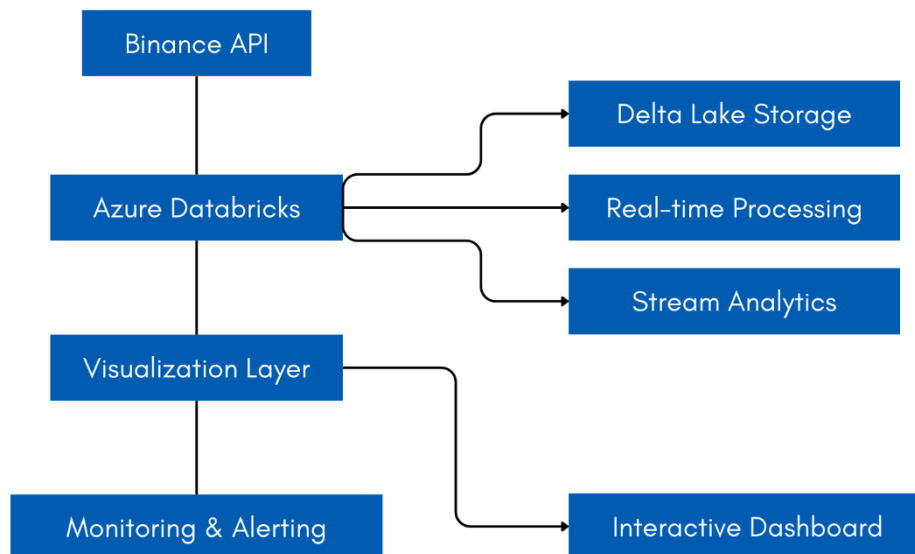 Binance API
Delta Lake Storage
Azure Databricks
Real-time Processing
Stream Analytics
Visualization Layer
Monitoring & Alerting
Interactive Dashboard